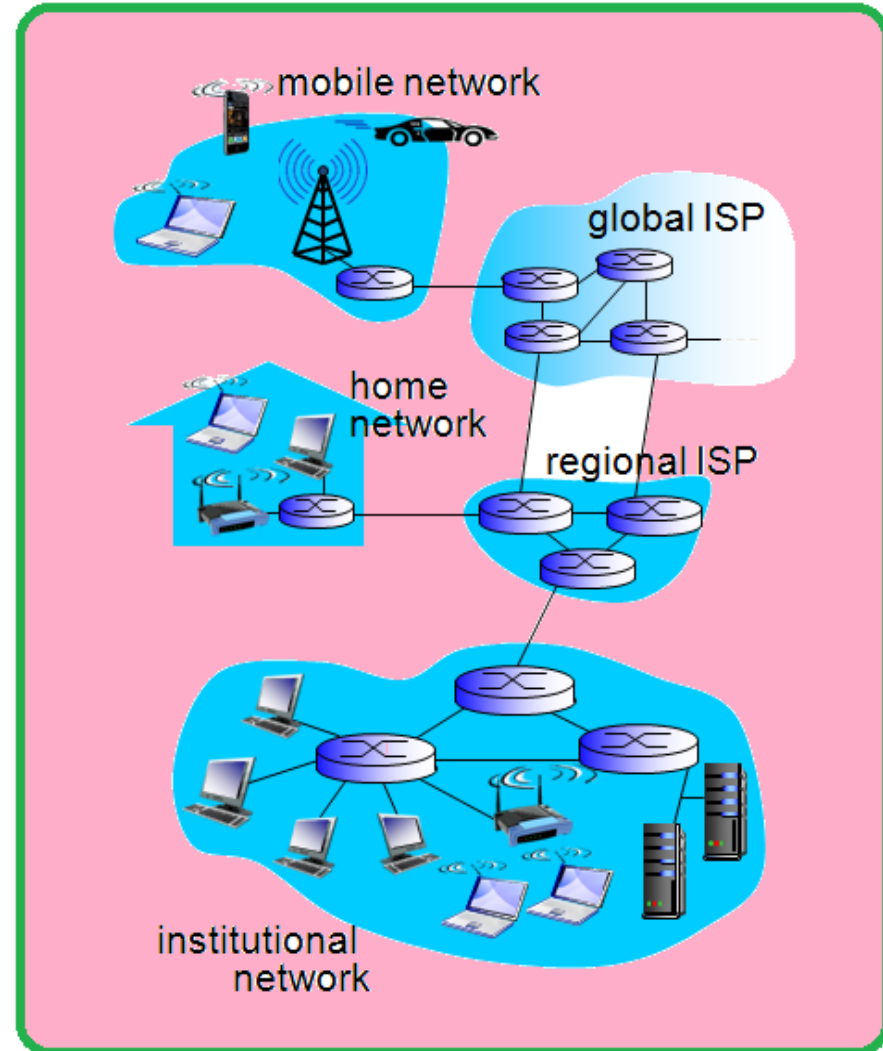 mobile network
global ISP
home
network
regional ISP
institutional
network